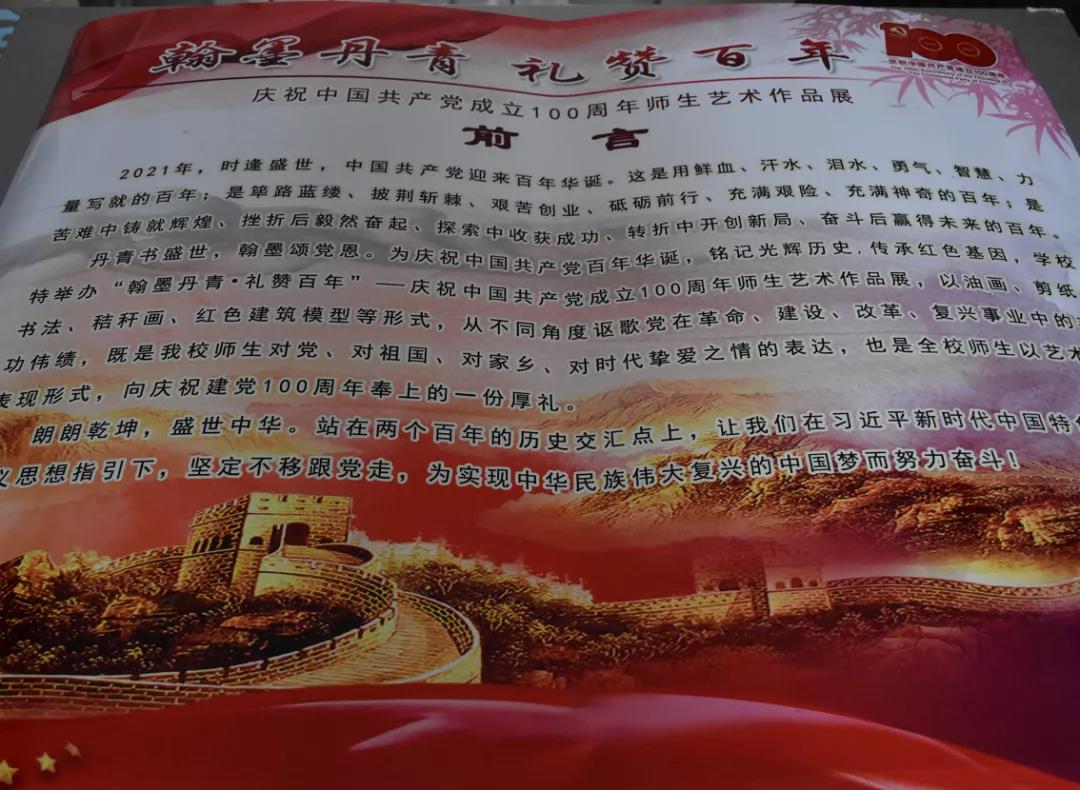 翰墨丹青 礼赞百年
100
庆祝中国共产党成立100周年
庆祝中国共产党成立100周年师生艺术作品展
前言
2021年，时逢盛世，中国共产党迎来百年华诞。这是用鲜血、汗水、泪水、勇气、智慧、力
量写就的百年；是筚路蓝缕、披荆斩棘、艰苦创业、砥砺前行、充满艰险、充满神奇的百年；是
苦难中铸就辉煌、挫折后毅然奋起、探索中收获成功、转折中开创新局、奋斗后赢得未来的百年。
丹青书盛世，翰墨颂党恩。为庆祝中国共产党百年华诞，铭记光辉历史，传承红色基因，学校
特举办“翰墨丹青·礼赞百年”—庆祝中国共产党成立100周年师生艺术作品展，以油画、剪纸
书法、秸秆画、红色建筑模型等形式，从不同角度讴歌党在革命、建设、改革、复兴事业中的
功伟绩，既是我校师生对党、对祖国、对家乡、对时代挚爱之情的表达，也是全校师生以艺术
表现形式，向庆祝建党100周年奉上的一份厚礼。
朗朗乾坤，盛世中华。站在两个百年的历史交汇点上，让我们在习近平新时代中国特
义思想指引下，坚定不移跟党走，为实现中华民族伟大复兴的中国梦而努力奋斗！